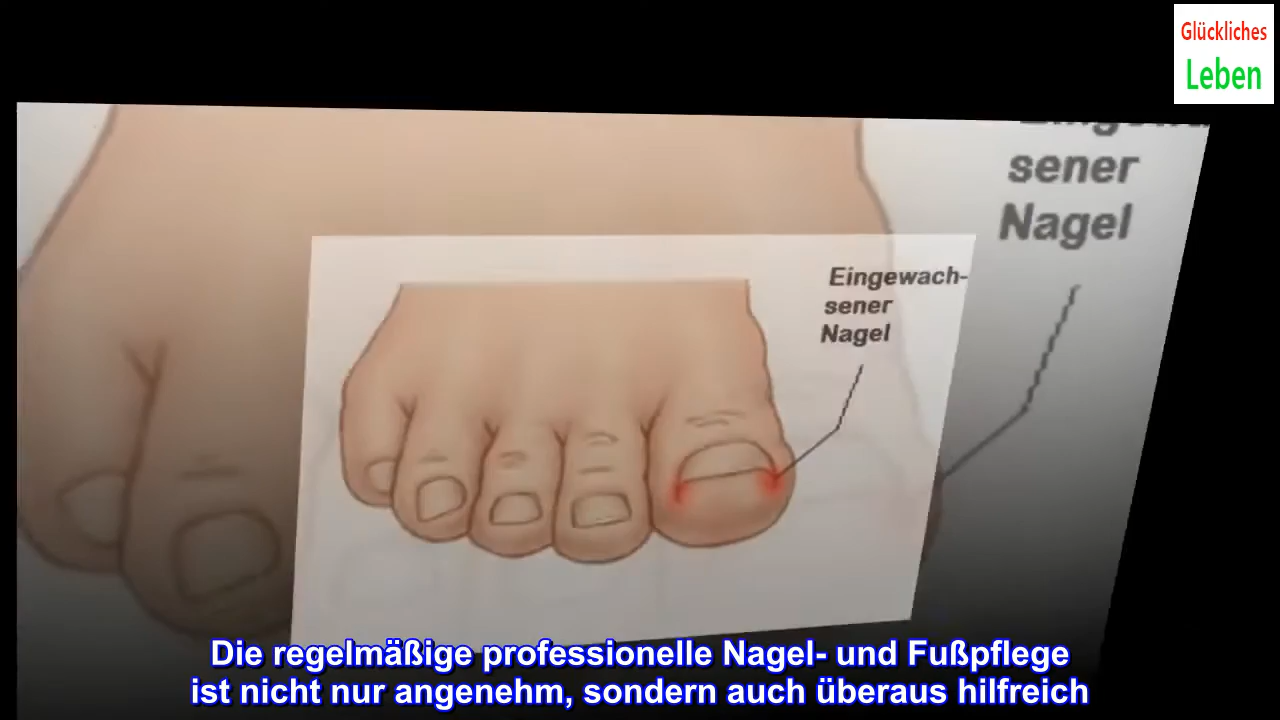 Glückliches
Leben
sener
Nagel
Eingewach-
sener
Nagel
Die regelmäßige professionelle Nagel- und Fußpflege
ist nicht nur angenehm, sondern auch überaus hilfreich